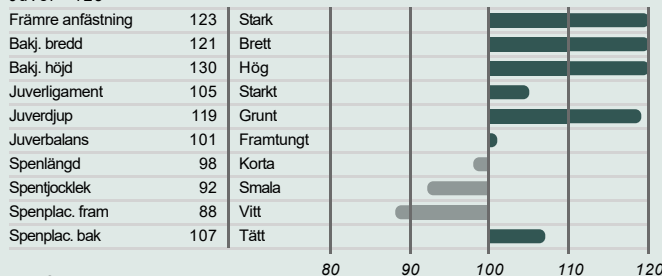 Främre anfästning 123 Stark
Bakj. bredd 121 Brett
Bakj. höjd 130 Hög
Juverligament 105 Starkt
Juverdjup 119 Grunt
Juverbalans 101 Framtungt
Spenlängd 98 Korta
Spentjocklek 92 Smala
Spenplac. fram 88 Vitt
Spenplac. bak 107 Tätt
80 90 100 110 120